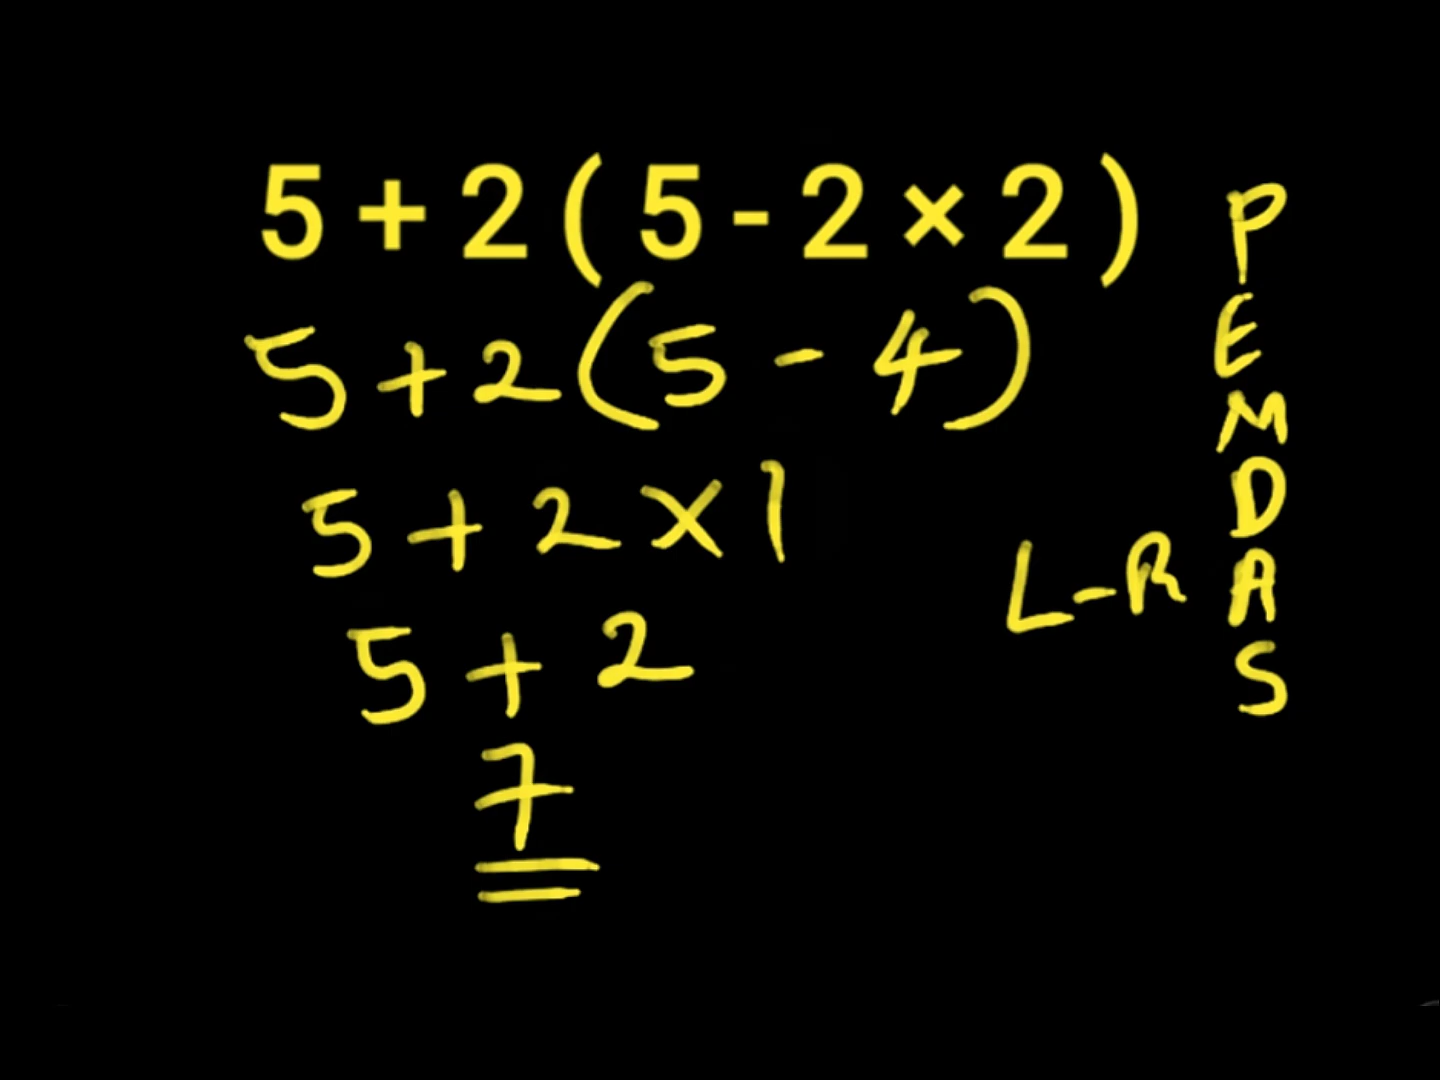 5 + 2 ( 5 - 2 × 2 )
5 + 2 ( 5 - 4 )
5 + 2 × 1
5 + 2
7
L-R
P
E
M
D
A
S